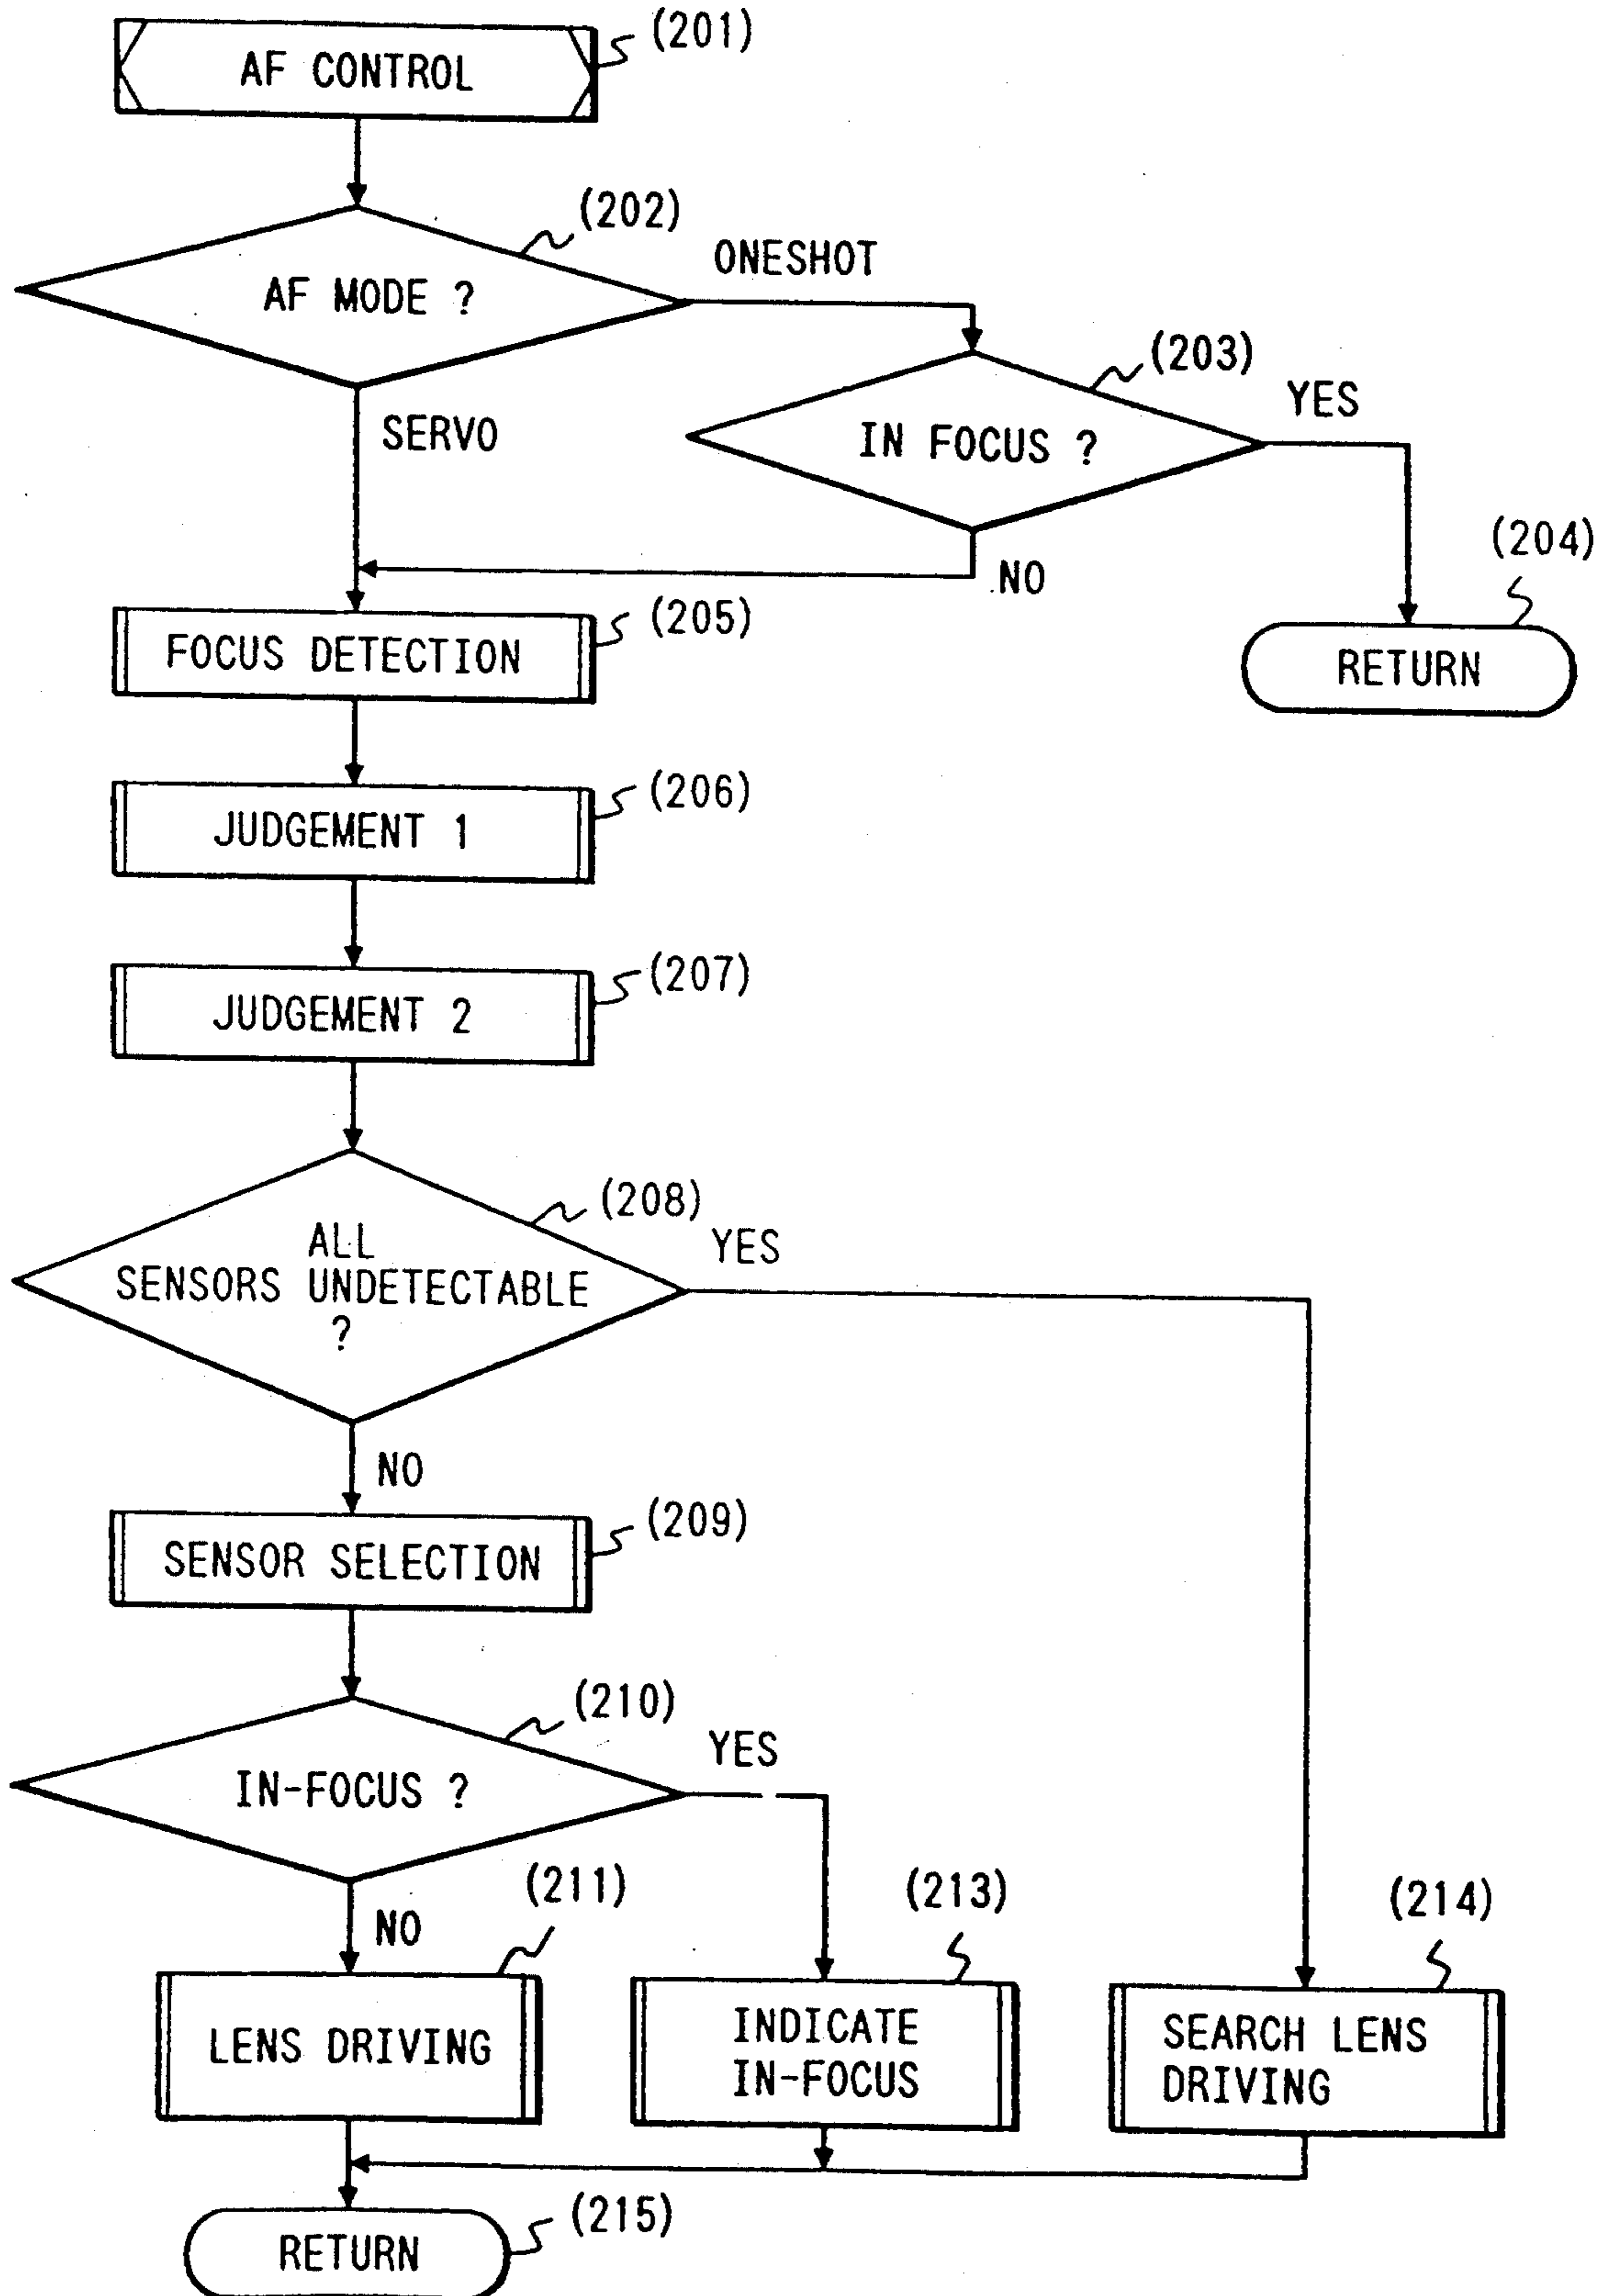 (201)
AF CONTROL
(202)
AF MODE ?
ONESHOT
(203)
IN FOCUS ?
YES
SERVO
NO
(204)
RETURN
(205)
FOCUS DETECTION
(206)
JUDGEMENT 1
(207)
JUDGEMENT 2
(208)
ALL
SENSORS UNDETECTABLE
?
YES
NO
(209)
SENSOR SELECTION
(210)
IN-FOCUS ?
YES
NO
(211)
LENS DRIVING
(213)
INDICATE
IN-FOCUS
(214)
SEARCH LENS
DRIVING
(215)
RETURN